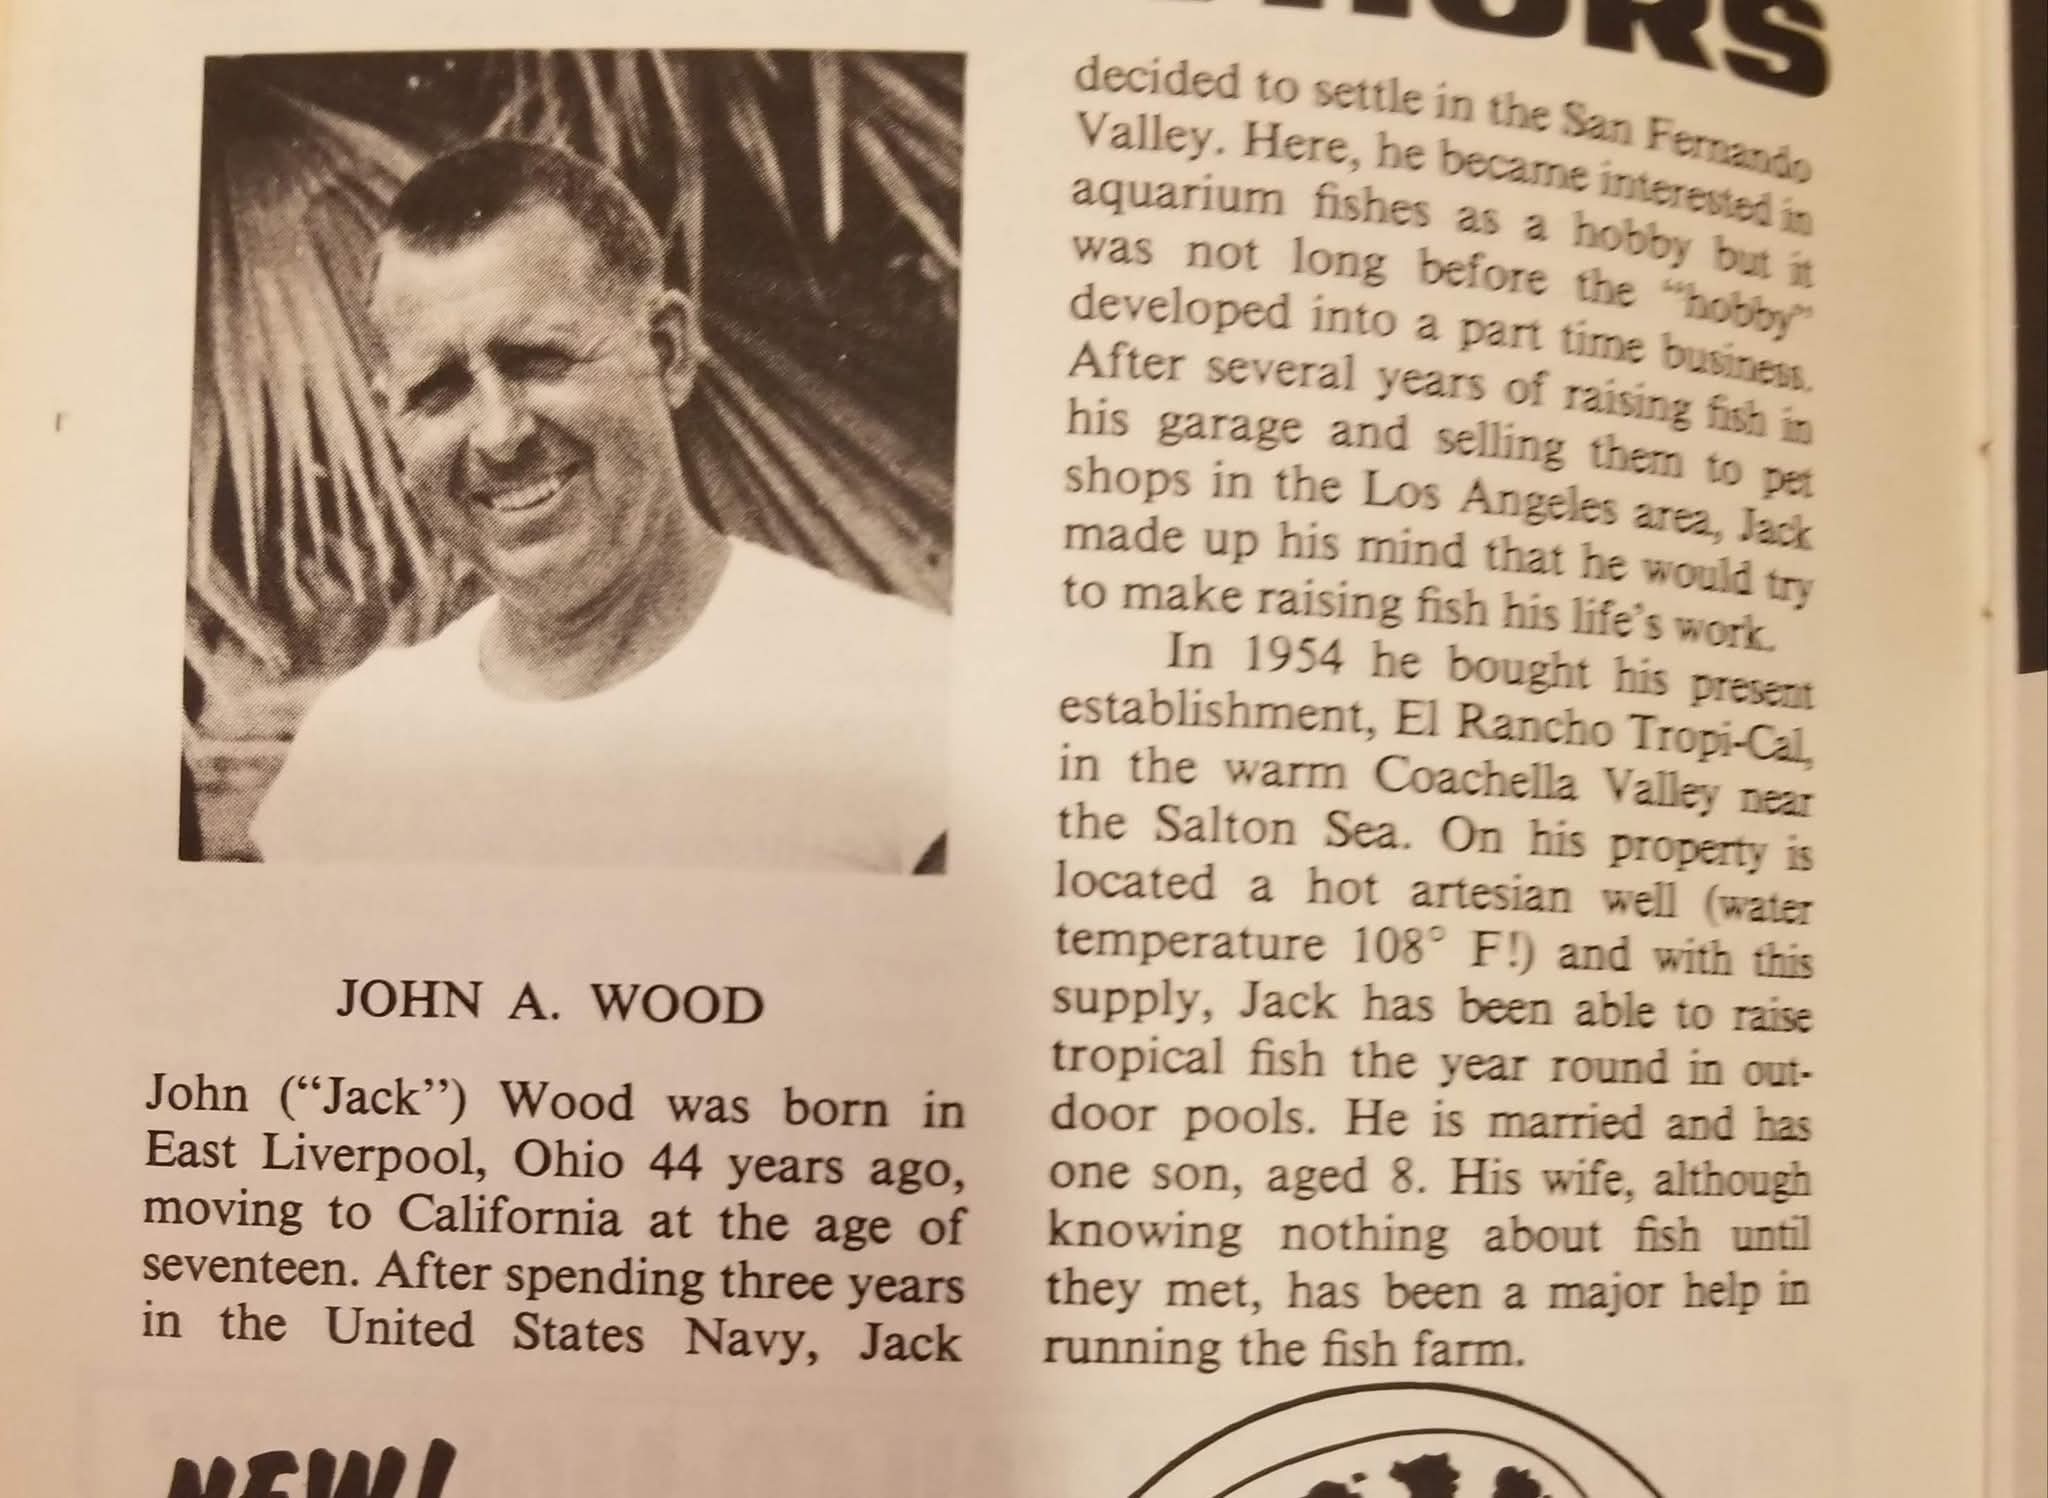 JOHN A. WOOD
John ("Jack") Wood was born in
East Liverpool, Ohio 44 years ago,
moving to California at the age of
seventeen. After spending three years
in the United States Navy, Jack
decided to settle in the San Fernando
Valley. Here, he became interested in
aquarium fishes as a hobby but it
was not long before the "hobby"
developed into a part time business.
After several years of raising fish in
his garage and selling them to pet
shops in the Los Angeles area, Jack
made up his mind that he would try
to make raising fish his life's work.
In 1954 he bought his present
establishment, El Rancho Tropi-Cal,
in the warm Coachella Valley near
the Salton Sea. On his property is
located a hot artesian well (water
temperature 108° F!) and with this
supply, Jack has been able to raise
tropical fish the year round in out-
door pools. He is married and has
one son, aged 8. His wife, although
knowing nothing about fish until
they met, has been a major help in
running the fish farm.
NEW!